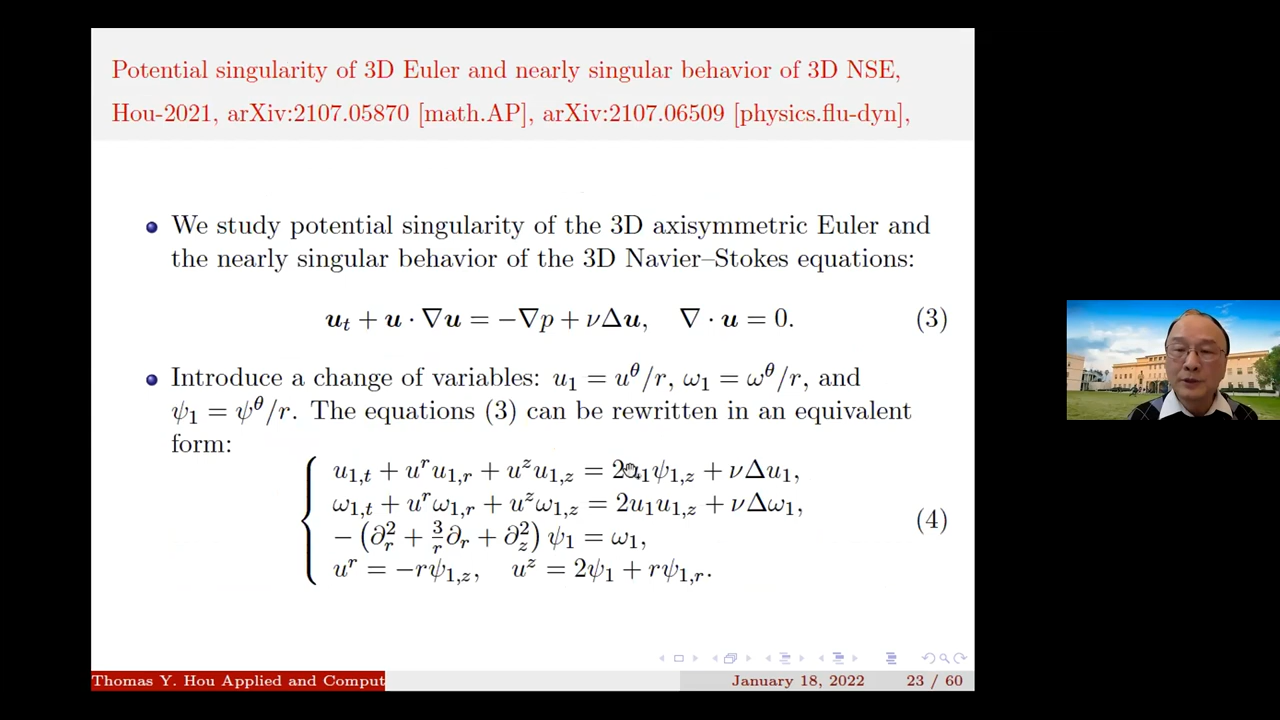 Potential singularity of 3D Euler and nearly singular behavior of 3D NSE,
Hou-2021, arXiv:2107.05870 [math.AP], arXiv:2107.06509 [physics.flu-dyn],
We study potential singularity of the 3D axisymmetric Euler and
the nearly singular behavior of the 3D Navier–Stokes equations:
u_t + u · ∇u = −∇p + νΔu, ∇ · u = 0. (3)
Introduce a change of variables: u_1 = u^θ/r, ω_1 = ω^θ/r, and
ψ_1 = ψ^θ/r. The equations (3) can be rewritten in an equivalent
form:
u_{1,t} + u^r u_{1,r} + u^z u_{1,z} = 2u_1ψ_{1,z} + νΔu_1,
ω_{1,t} + u^r ω_{1,r} + u^z ω_{1,z} = 2u_1u_{1,z} + νΔω_1,
(4)
−(∂_r^2 + \frac{3}{r}∂_r + ∂_z^2) ψ_1 = ω_1,
u^r = −rψ_{1,z}, u^z = 2ψ_1 + rψ_{1,r}.
Thomas Y. Hou Applied and Comput
January 18, 2022
23 / 60